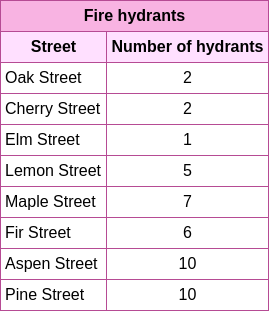 Fire hydrants
Street Number of hydrants
Oak Street 2
Cherry Street 2
Elm Street 1
Lemon Street 5
Maple Street 7
Fir Street 6
Aspen Street 10
Pine Street 10